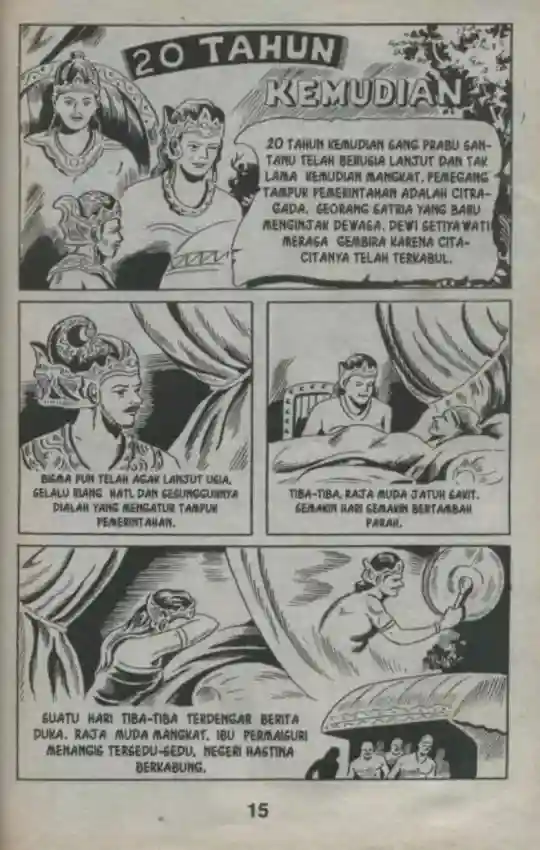 20 TAHUN
KEMUDIAN
20 TAHUN KEMUDIAN SANG PRABU SAN-
TANU TELAH BERUSIA LANJUT DAN TAK
LAMA KEMUDIAN MANGKAT. PEMEGANG
TAMPUK PEMERINTAHAN ADALAH CITRA-
GADA. SEORANG SATRIA YANG BARU
MENGINJAK DEWASA. DEWI SETIYAWATI
MERASA GEMBIRA KARENA CITA-
CITANYA TELAH TERKABUL.
BISMA PUN TELAH AGAK LANJUT USIA.
SELALU RIANG HATI, DAN SESUNGGUHNYA
DIALAH YANG MENGATUR TAMPUK
PEMERINTAHAN.
TIBA-TIBA, RAJA MUDA JATUH SAKIT.
SEMAKIN HARI SEMAKIN BERTAMBAH
PARAH.
SUATU HARI TIBA-TIBA TERDENGAR BERITA
DUKA. RAJA MUDA MANGKAT. IBU PERMAISURI
MENANGIS TERSEDU-SEDU. NEGERI HASTINA
BERKABUNG.
15